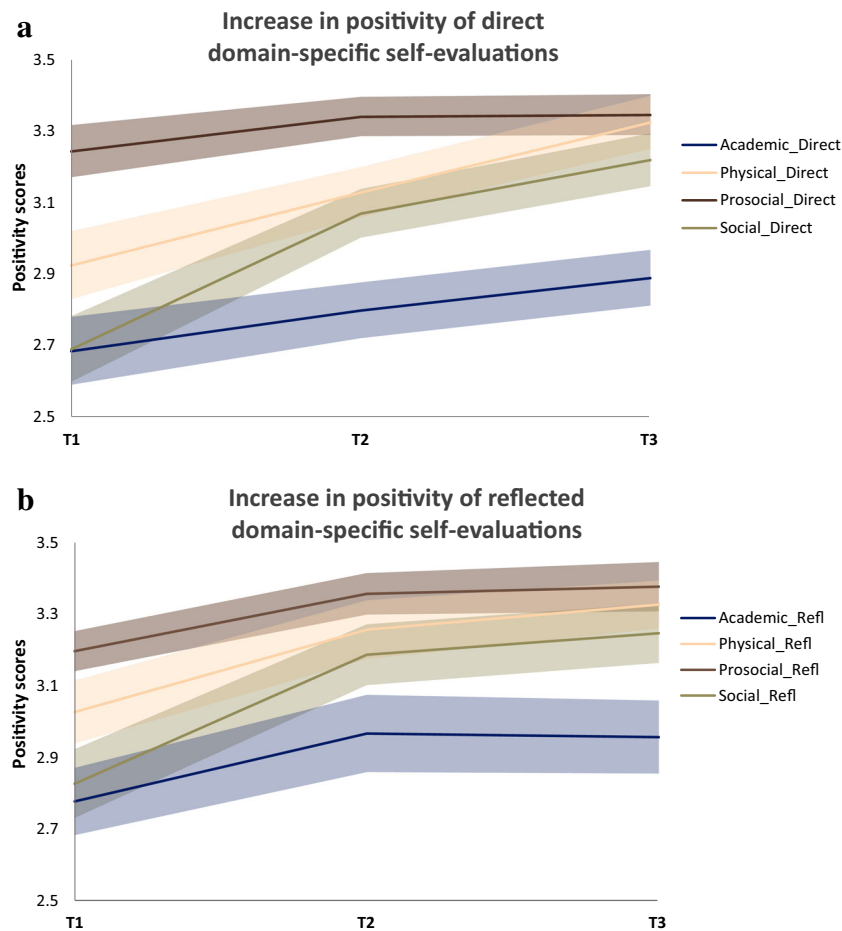 a
Increase in positivity of direct
domain-specific self-evaluations
3.5
3.3
3.1
2.9
2.7
2.5
Positivity scores
T1
T2
T3
Academic_Direct
Physical_Direct
Prosocial_Direct
Social_Direct
b
Increase in positivity of reflected
domain-specific self-evaluations
3.5
3.3
3.1
2.9
2.7
2.5
Positivity scores
T1
T2
T3
Academic_Refl
Physical_Refl
Prosocial_Refl
Social_Refl